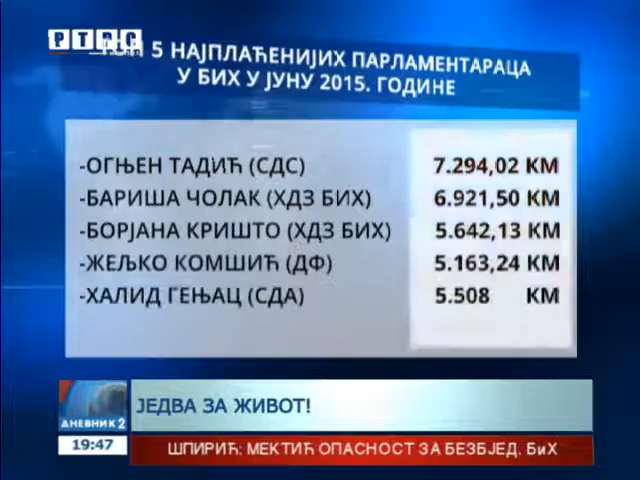 РТРС
ТОП 5 НАЈПЛАЋЕНИЈИХ ПАРЛАМЕНТАРАЦА
У БИХ У ЈУНУ 2015. ГОДИНЕ
-ОГЊЕН ТАДИЋ (СДС) 7.294,02 КМ
-БАРИША ЧОЛАК (ХДЗ БИХ) 6.921,50 КМ
-БОРЈАНА КРИШТО (ХДЗ БИХ) 5.642,13 КМ
-ЖЕЉКО КОМШИЋ (ДФ) 5.163,24 КМ
-ХАЛИД ГЕЊАЦ (СДА) 5.508 КМ
ЈЕДВА ЗА ЖИВОТ!
ДНЕВНИК 2
19:47
ШПИРИЋ: МЕКТИЋ ОПАСНОСТ ЗА БЕЗБЈЕД. БиХ